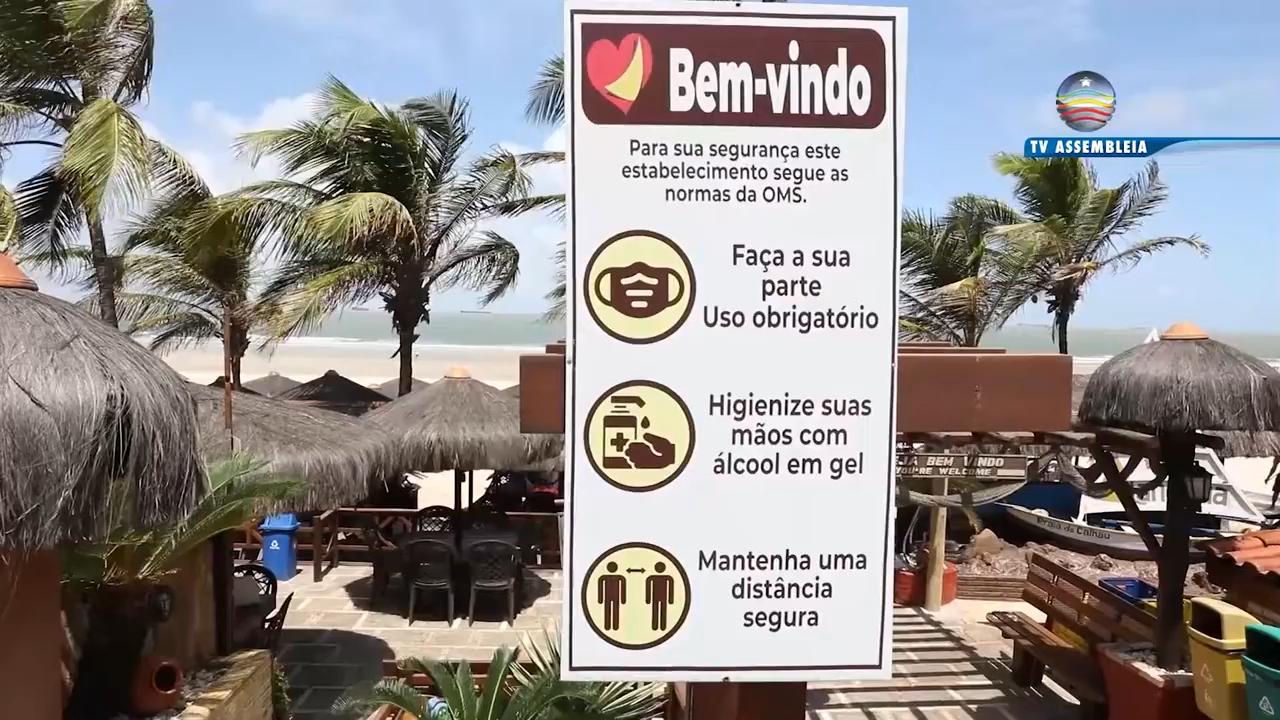 Bem-vindo
Para sua segurança este
estabelecimento segue as
normas da OMS.
Faça a sua
parte
Uso obrigatório
Higienize suas
mãos com
álcool em gel
Mantenha uma
distância
segura
TV ASSEMBLEIA
BEM VINDO
YOU'RE WELCOME
Praia do Calhau